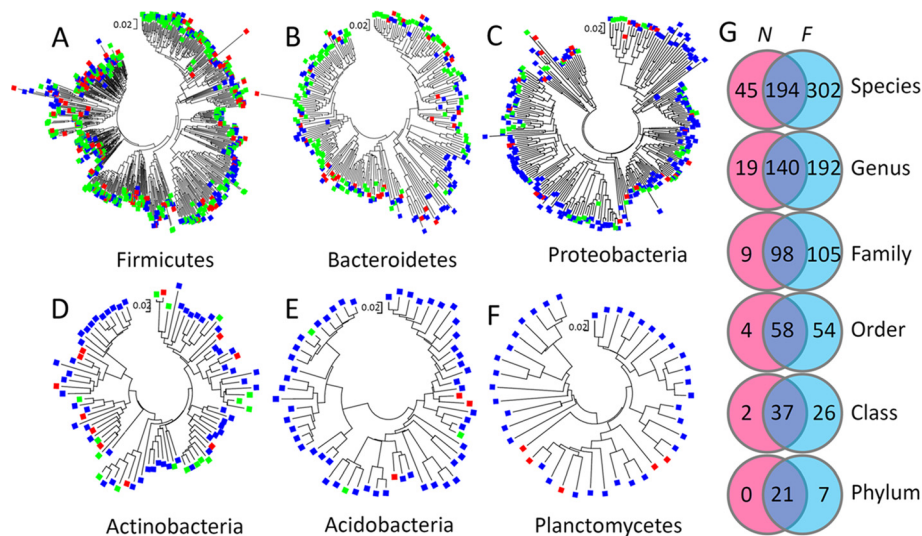 A
0.02
Firmicutes
B
0.02
Bacteroidetes
C
0.02
Proteobacteria
D
0.02
Actinobacteria
E
0.02
Acidobacteria
F
0.02
Planctomycetes
G N F
45 194 302 Species
19 140 192 Genus
9 98 105 Family
4 58 54 Order
2 37 26 Class
0 21 7 Phylum